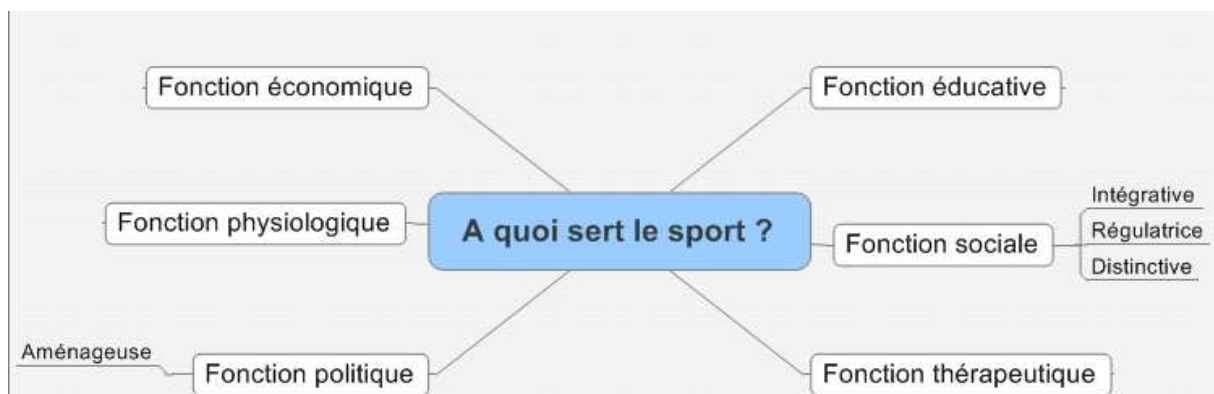 Fonction économique
Fonction éducative
Fonction physiologique
A quoi sert le sport ?
Fonction sociale
Intégrative
Régulatrice
Distinctive
Aménageuse
Fonction politique
Fonction thérapeutique